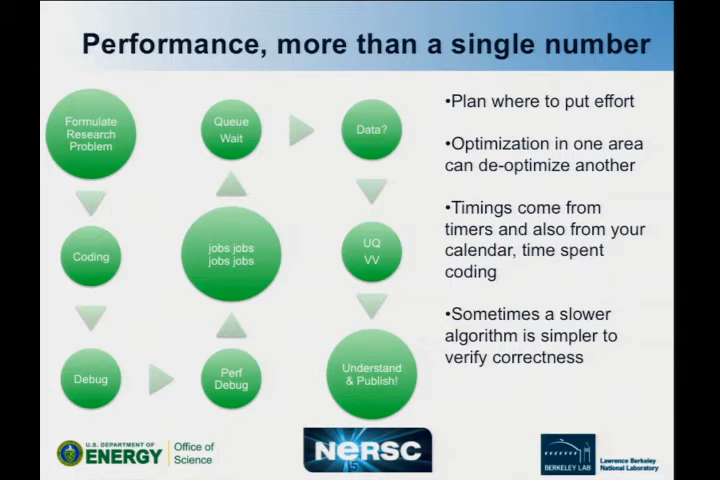 Performance, more than a single number
Formulate
Research
Problem
Coding
Debug
Perf
Debug
jobs jobs
jobs jobs
Queue
Wait
Data?
UQ
VV
Understand
& Publish!
•Plan where to put effort
•Optimization in one area
can de-optimize another
•Timings come from
timers and also from your
calendar, time spent
coding
•Sometimes a slower
algorithm is simpler to
verify correctness
U.S. DEPARTMENT OF
ENERGY
Office of
Science
NERSC
15
BERKELEY LAB
Lawrence Berkeley
National Laboratory